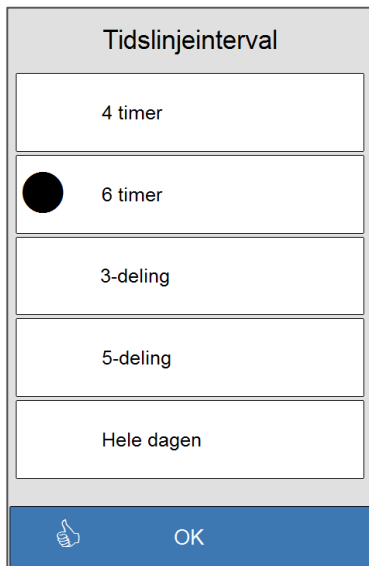 Tidslinjeinterval
4 timer
6 timer
3-deling
5-deling
Hele dagen
OK